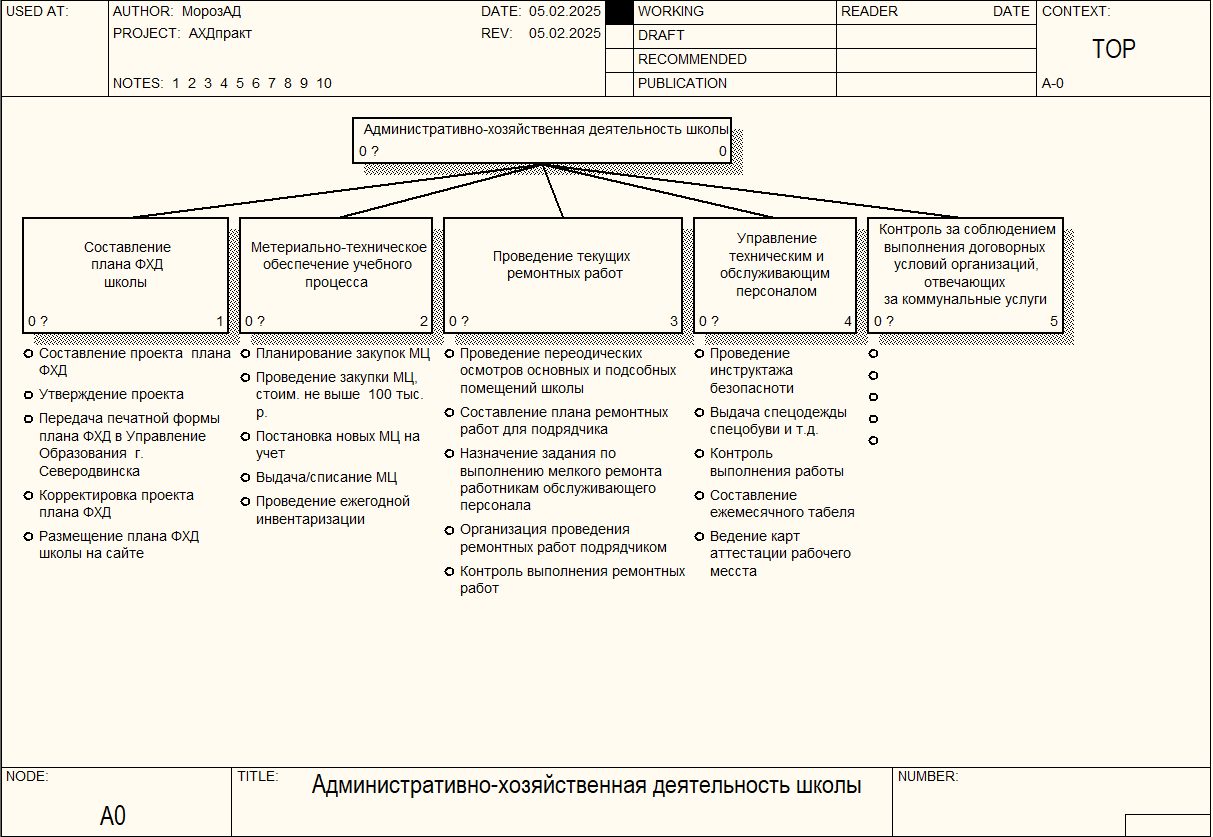 USED AT:
AUTHOR: МорозАД
DATE: 05.02.2025
PROJECT: АХДпракт
REV: 05.02.2025
NOTES: 1 2 3 4 5 6 7 8 9 10
WORKING
DRAFT
RECOMMENDED
PUBLICATION
READER DATE
CONTEXT:
TOP
A-0
Административно-хозяйственная деятельность школы
0 ? 0
Составление
плана ФХД
школы
0 ? 1
Метериально-техническое
обеспечение учебного
процесса
0 ? 2
Проведение текущих
ремонтных работ
0 ? 3
Управление
техническим и
обслуживающим
персоналом
0 ? 4
Контроль за соблюдением
выполнения договорных
условий организаций,
отвечающих
за коммунальные услуги
0 ? 5
Составление проекта плана
ФХД
Утверждение проекта
Передача печатной формы
плана ФХД в Управление
Образования г.
Северодвинска
Корректировка проекта
плана ФХД
Размещение плана ФХД
школы на сайте
Планирование закупок МЦ
Проведение закупки МЦ,
стоим. не выше 100 тыс.
р.
Постановка новых МЦ на
учет
Выдача/списание МЦ
Проведение ежегодной
инвентаризации
Проведение переодических
осмотров основных и подсобных
помещений школы
Составление плана ремонтных
работ для подрядчика
Назначение задания по
выполнению мелкого ремонта
работникам обслуживающего
персонала
Организация проведения
ремонтных работ подрядчиком
Контроль выполнения ремонтных
работ
Проведение
инструктажа
безопасноти
Выдача спецодежды
спецобуви и т.д.
Контроль
выполнения работы
Составление
ежемесячного табеля
Ведение карт
аттестации рабочего
месста
NODE:
A0
TITLE:
Административно-хозяйственная деятельность школы
NUMBER: